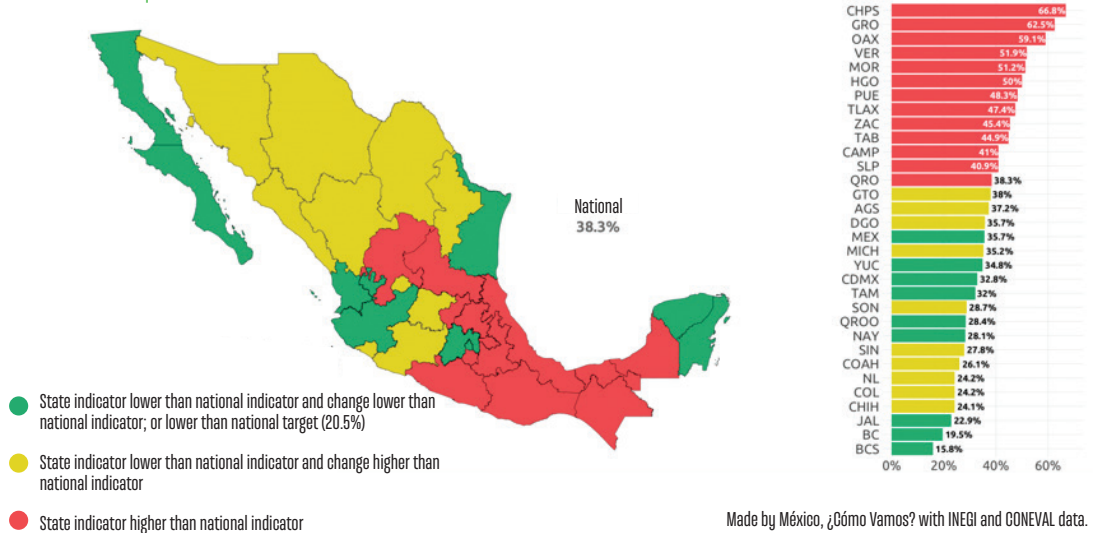 National
38.3%
State indicator lower than national indicator and change lower than
national indicator; or lower than national target (20.5%)
State indicator lower than national indicator and change higher than
national indicator
State indicator higher than national indicator
CHPS 66.8%
GRO 62.5%
OAX 59.1%
VER 51.9%
MOR 51.2%
HGO 50%
PUE 48.3%
TLAX 47.4%
ZAC 45.4%
TAB 44.9%
CAMP 41%
SLP 40.9%
QRO 38.3%
GTO 38%
AGS 37.2%
DGO 35.7%
MEX 35.7%
MICH 35.2%
YUC 34.8%
CDMX 32.8%
TAM 32%
SON 28.7%
QROO 28.4%
NAY 28.1%
SIN 27.8%
COAH 26.1%
NL 24.2%
COL 24.2%
CHIH 24.1%
JAL 22.9%
BC 19.5%
BCS 15.8%
0% 20% 40% 60%
Made by México, ¿Cómo Vamos? with INEGI and CONEVAL data.